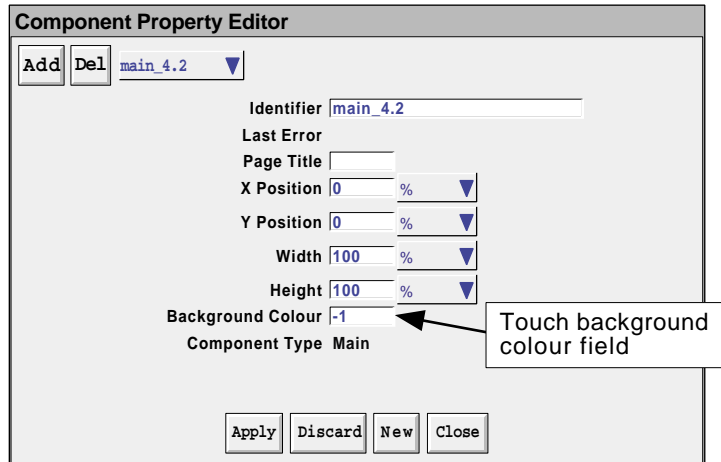 Component Property Editor
Add Del main_4.2
Identifier main_4.2
Last Error
Page Title
X Position 0 %
Y Position 0 %
Width 100 %
Height 100 %
Background Colour -1
Touch background
colour field
Component Type Main
Apply Discard New Close